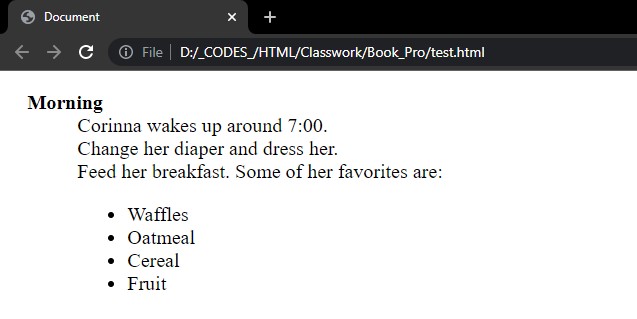 Document
File D:/_CODES_/HTML/Classwork/Book_Pro/test.html
Morning
Corinna wakes up around 7:00.
Change her diaper and dress her.
Feed her breakfast. Some of her favorites are:
• Waffles
• Oatmeal
• Cereal
• Fruit